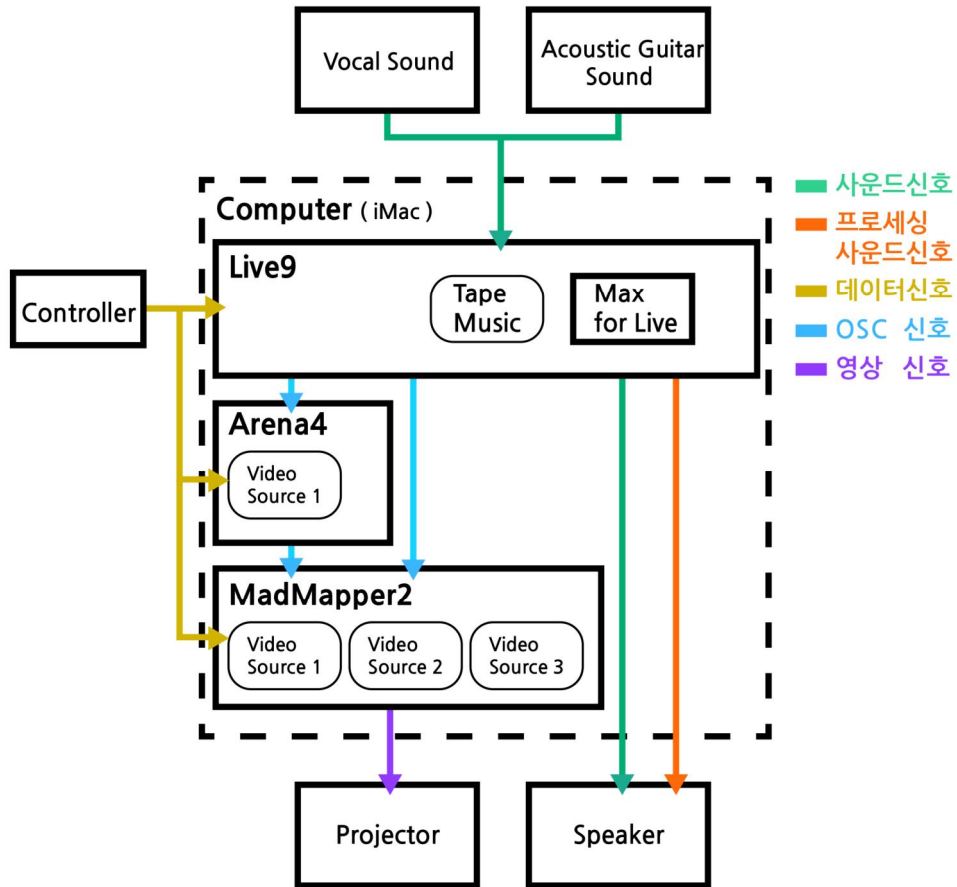 Vocal Sound
Acoustic Guitar
Sound
Computer ( iMac )
Live9
Tape
Music
Max
for Live
Controller
Arena4
Video
Source 1
MadMapper2
Video
Source 1
Video
Source 2
Video
Source 3
Projector
Speaker
사운드신호
프로세싱
사운드신호
데이터신호
OSC 신호
영상 신호